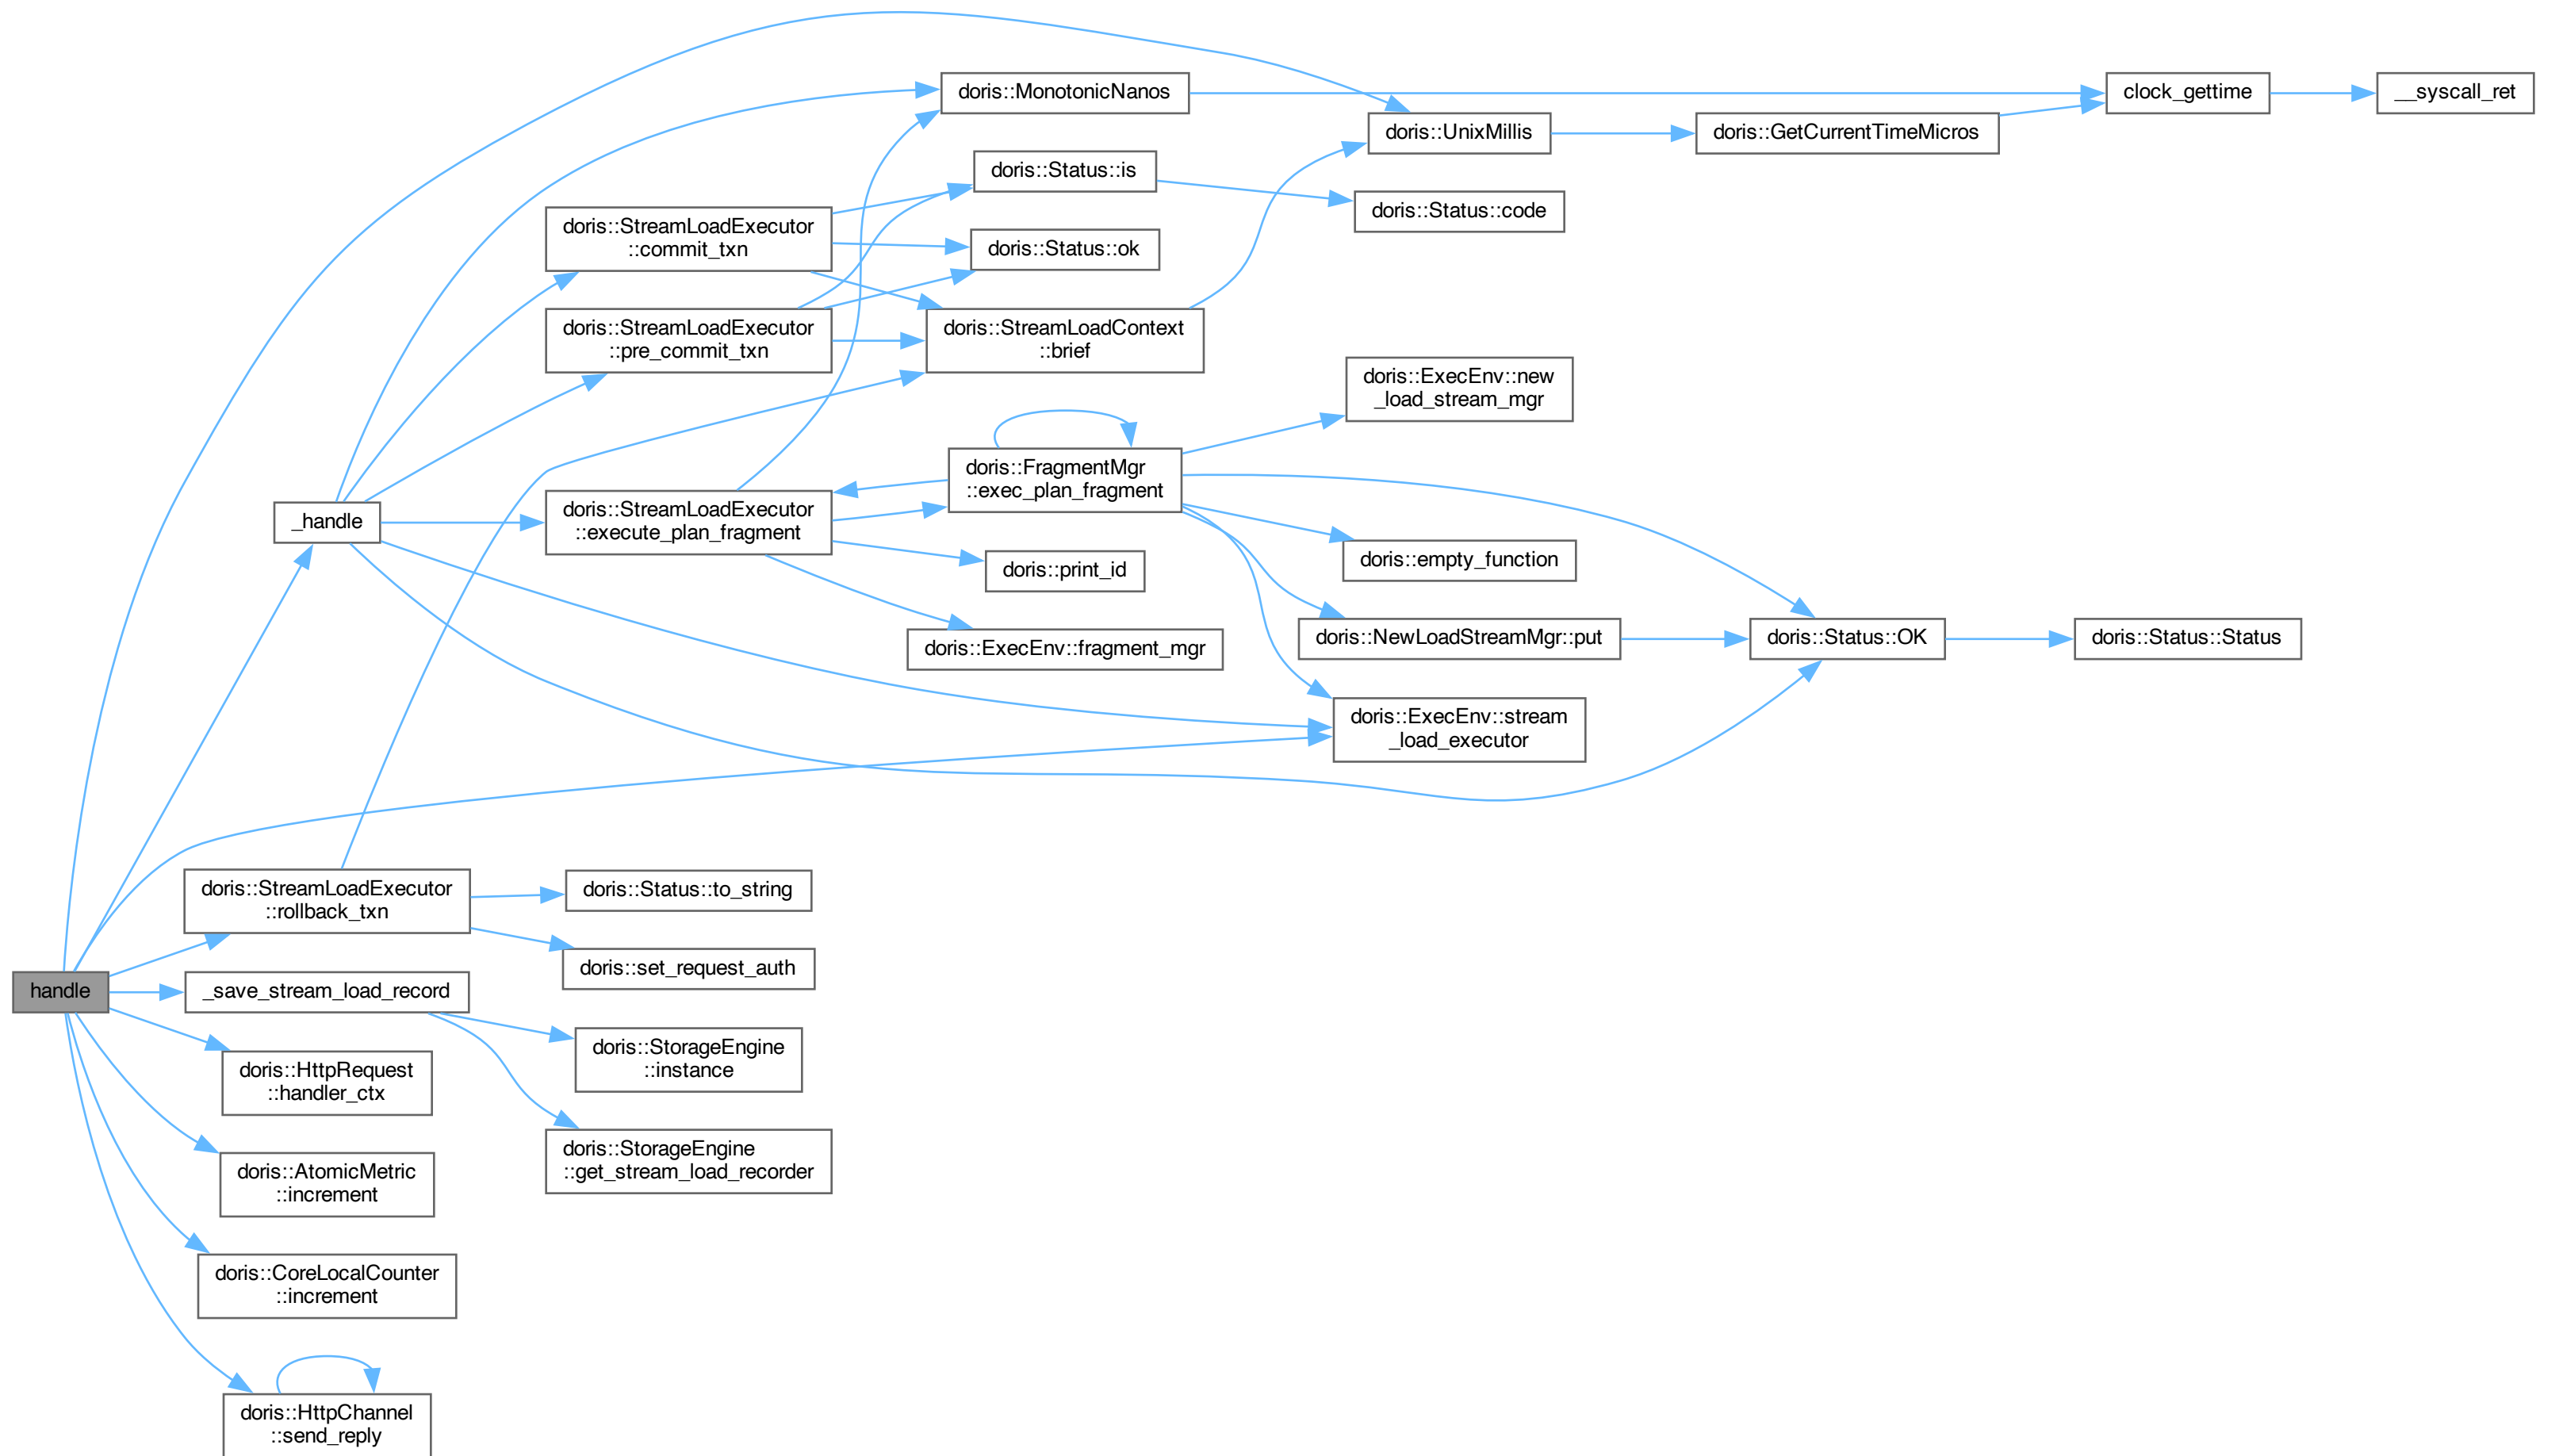 doris::MonotonicNanos
clock_gettime
__syscall_ret
doris::UnixMillis
doris::GetCurrentTimeMicros
doris::Status::is
doris::Status::code
doris::StreamLoadExecutor
::commit_txn
doris::Status::ok
doris::StreamLoadExecutor
::pre_commit_txn
doris::StreamLoadContext
::brief
doris::ExecEnv::new
_load_stream_mgr
doris::FragmentMgr
::exec_plan_fragment
_handle
doris::StreamLoadExecutor
::execute_plan_fragment
doris::empty_function
doris::print_id
doris::ExecEnv::fragment_mgr
doris::NewLoadStreamMgr::put
doris::Status::OK
doris::Status::Status
doris::ExecEnv::stream
_load_executor
doris::StreamLoadExecutor
::rollback_txn
doris::Status::to_string
doris::set_request_auth
handle
_save_stream_load_record
doris::StorageEngine
::instance
doris::HttpRequest
::handler_ctx
doris::StorageEngine
::get_stream_load_recorder
doris::AtomicMetric
::increment
doris::CoreLocalCounter
::increment
doris::HttpChannel
::send_reply